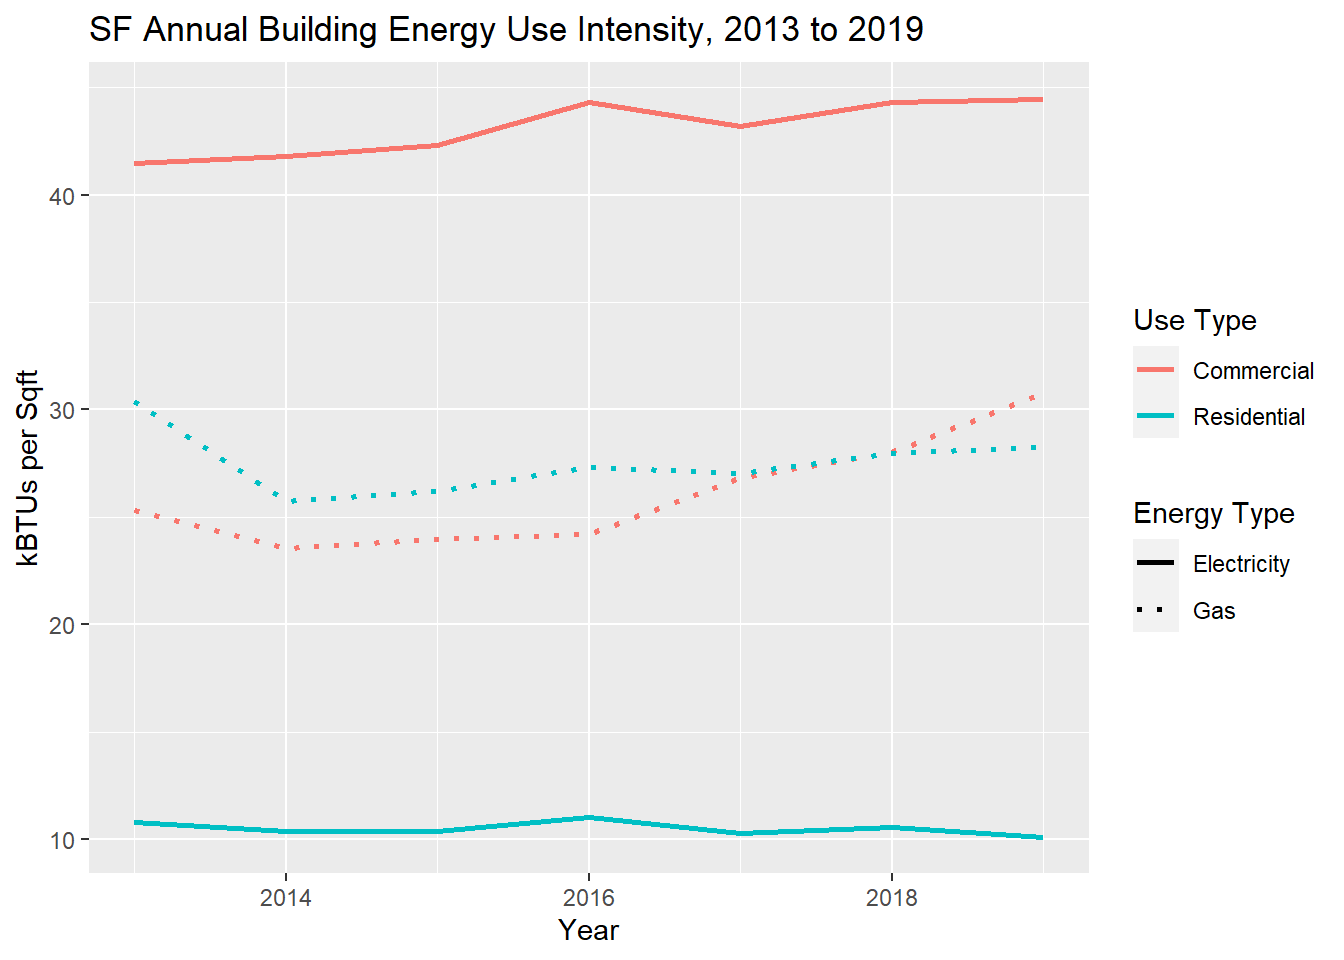 SF Annual Building Energy Use Intensity, 2013 to 2019
kBTUs per Sqft
40
30
20
10
2014
2016
2018
Year
Use Type
Commercial
Residential
Energy Type
Electricity
Gas